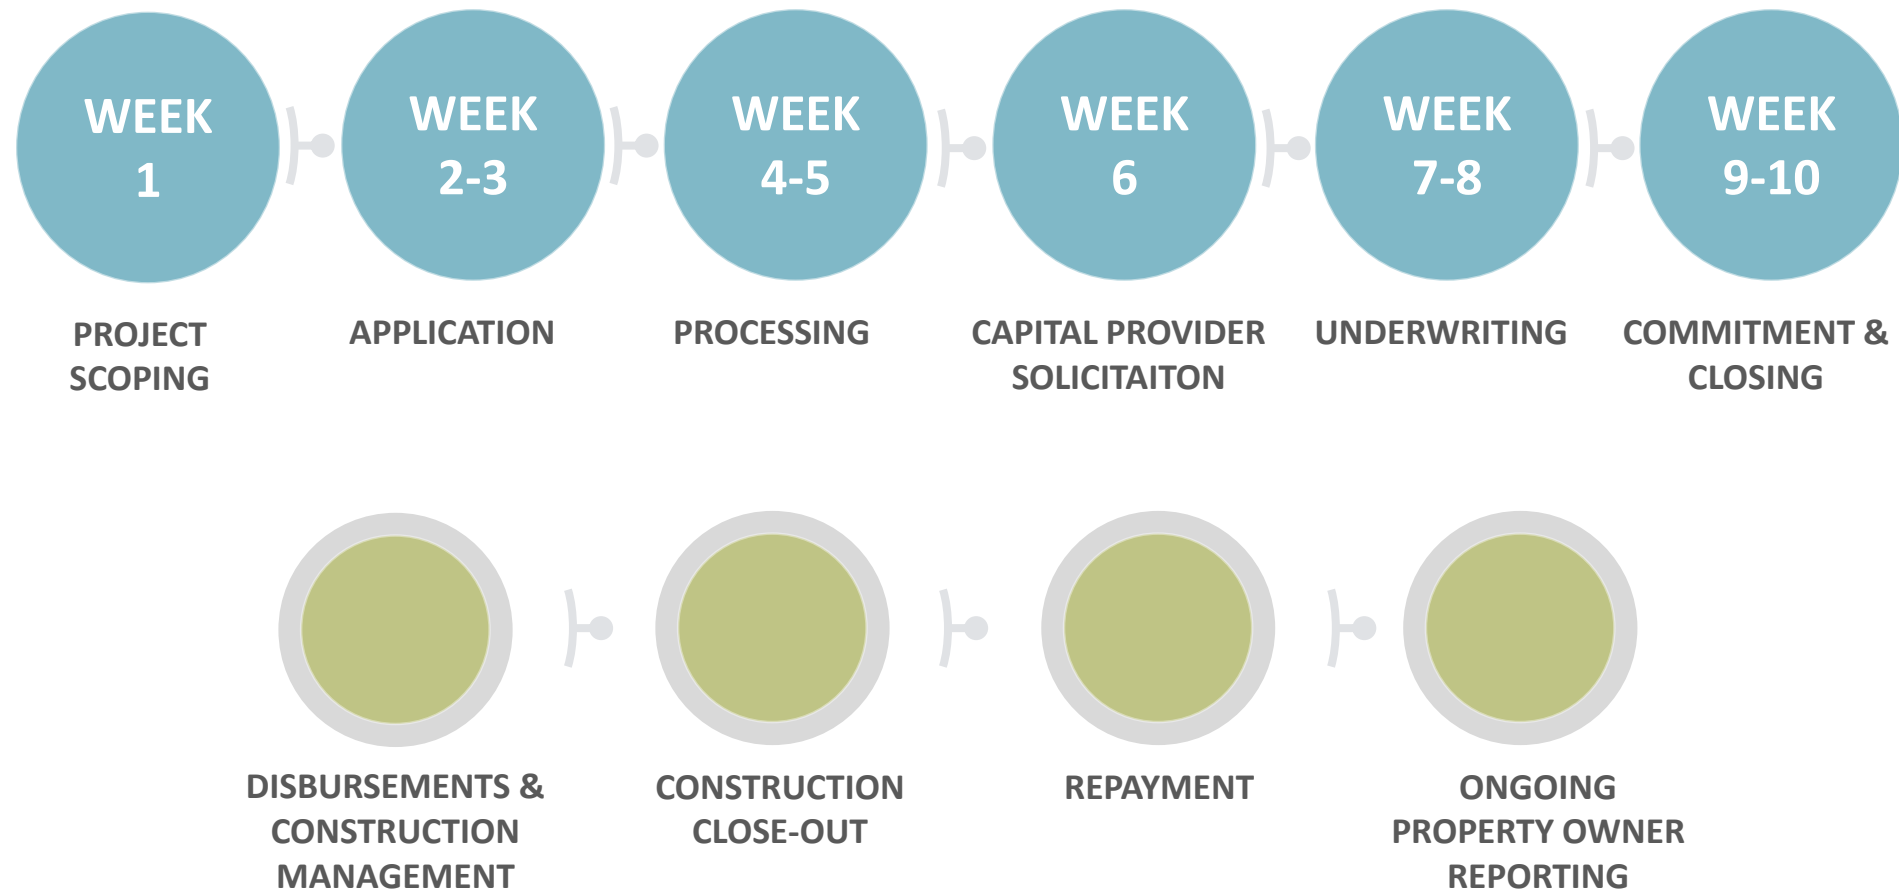 WEEK
1
WEEK
2-3
WEEK
4-5
WEEK
6
WEEK
7-8
WEEK
9-10
PROJECT
SCOPING
APPLICATION
PROCESSING
CAPITAL PROVIDER
SOLICITAITON
UNDERWRITING
COMMITMENT &
CLOSING
DISBURSEMENTS &
CONSTRUCTION
MANAGEMENT
CONSTRUCTION
CLOSE-OUT
REPAYMENT
ONGOING
PROPERTY OWNER
REPORTING